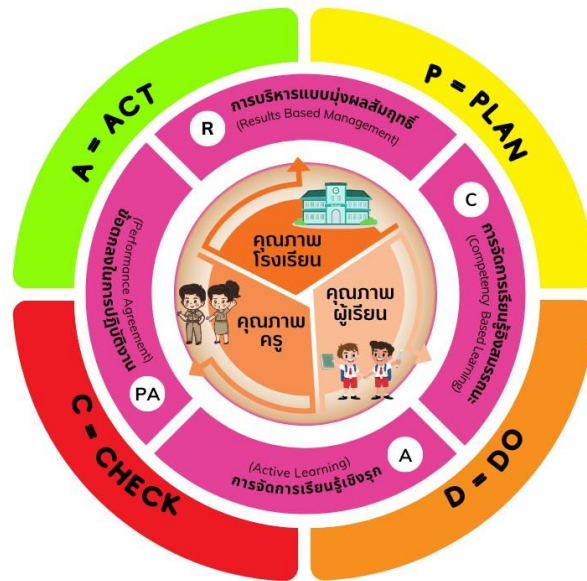 A = ACT
P = PLAN
R
การบริหารแบบมุ่งผลสัมฤทธิ์
(Results Based Management)
C
การจัดการเรียนรู้อิงสมรรถนะ
(Competency Based Learning)
ข้อตกลงในการปฏิบัติงาน
(Performance Agreement)
PA
คุณภาพ
โรงเรียน
คุณภาพ
ผู้เรียน
คุณภาพ
ครู
(Active Learning)
การจัดการเรียนรู้เชิงรุก
A
C = CHECK
D = DO